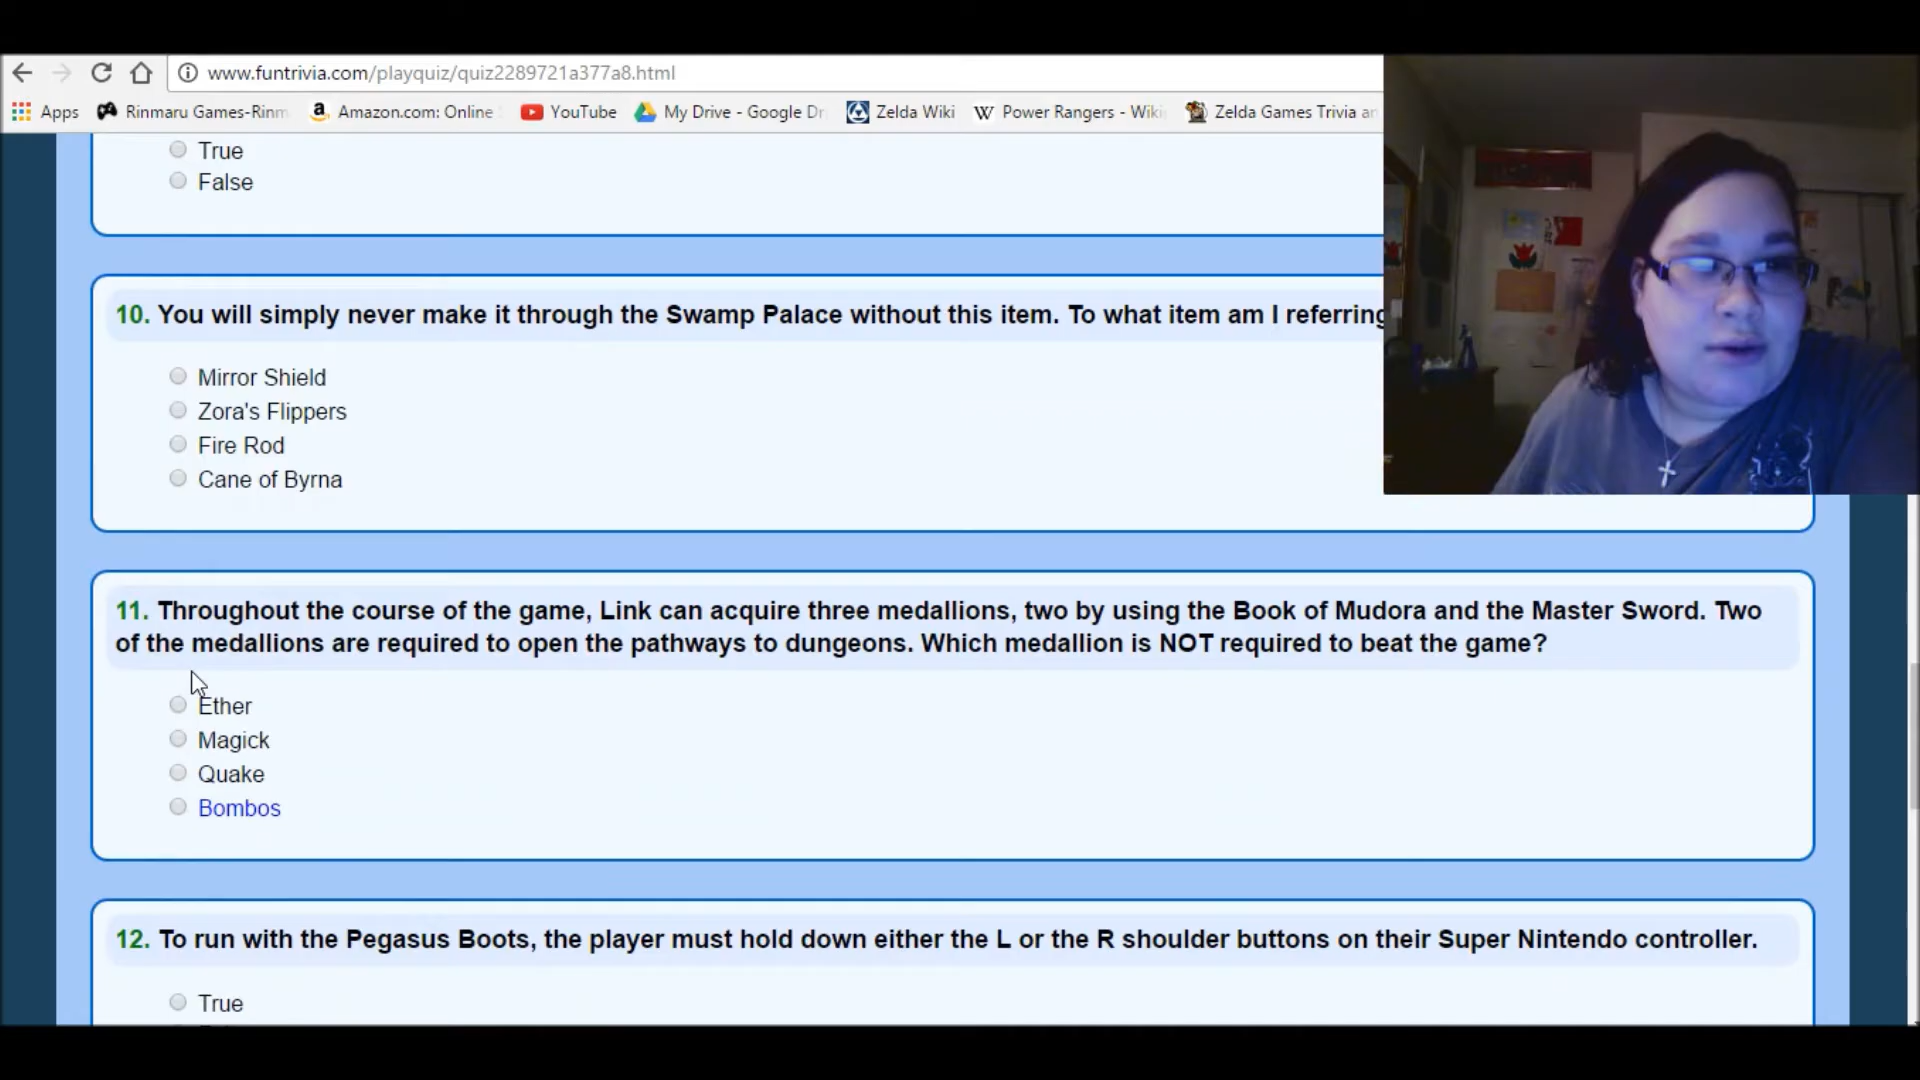 www.funtrivia.com/playquiz/quiz2289721a377a8.html
Apps Rinmaru Games-Rinm Amazon.com: Online YouTube My Drive - Google Dr Zelda Wiki Power Rangers - Wiki Zelda Games Trivia an
True
False
10. You will simply never make it through the Swamp Palace without this item. To what item am I referring
Mirror Shield
Zora's Flippers
Fire Rod
Cane of Byrna
11. Throughout the course of the game, Link can acquire three medallions, two by using the Book of Mudora and the Master Sword. Two
of the medallions are required to open the pathways to dungeons. Which medallion is NOT required to beat the game?
Ether
Magick
Quake
Bombos
12. To run with the Pegasus Boots, the player must hold down either the L or the R shoulder buttons on their Super Nintendo controller.
True